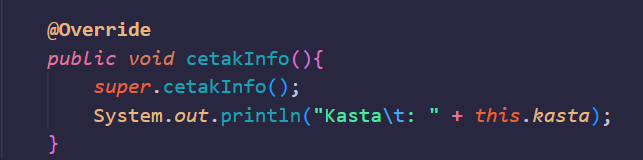 @Override
public void cetakInfo(){
    super.cetakInfo();
    System.out.println("Kasta\t: " + this.kasta);
}